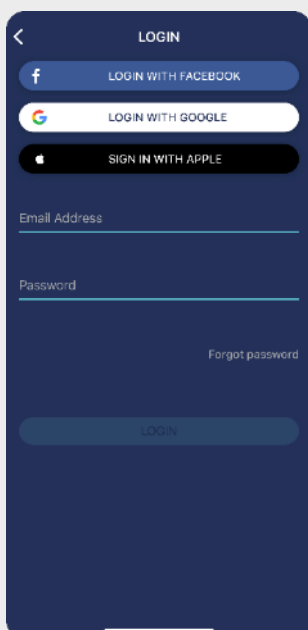 LOGIN
LOGIN WITH FACEBOOK
LOGIN WITH GOOGLE
SIGN IN WITH APPLE
Email Address
Password
Forgot password
LOGIN